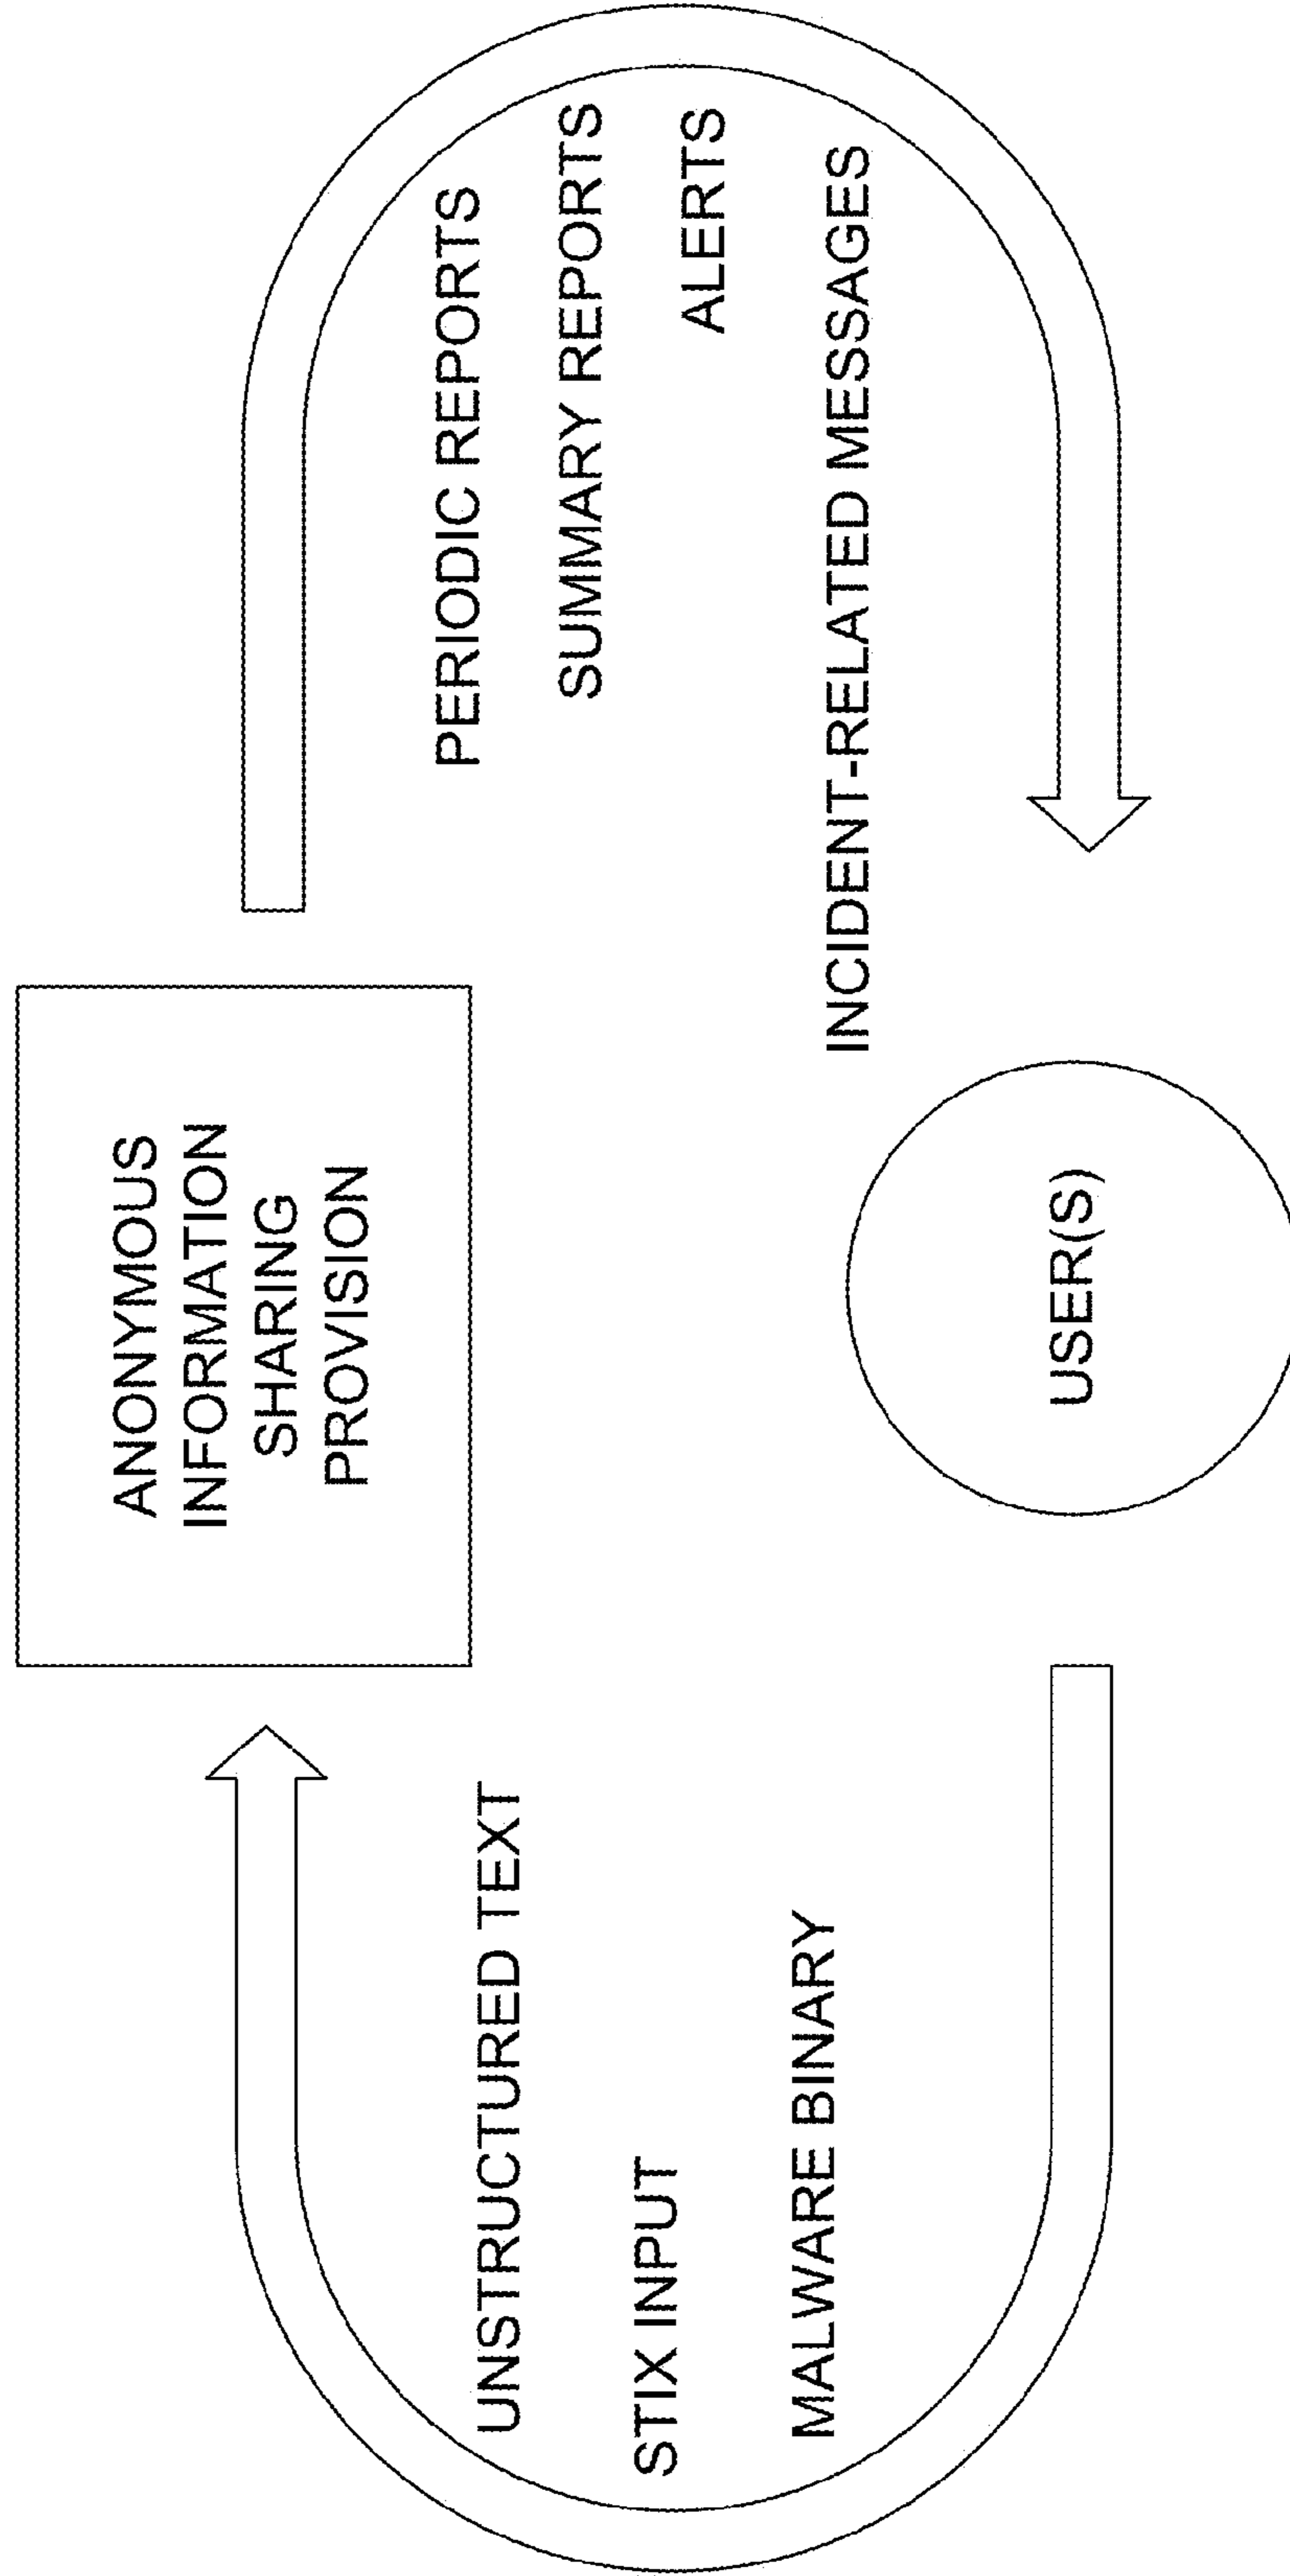 ANONYMOUS
INFORMATION
SHARING
PROVISION
UNSTRUCTURED TEXT
STIX INPUT
MALWARE BINARY
PERIODIC REPORTS
SUMMARY REPORTS
ALERTS
INCIDENT-RELATED MESSAGES
USER(S)